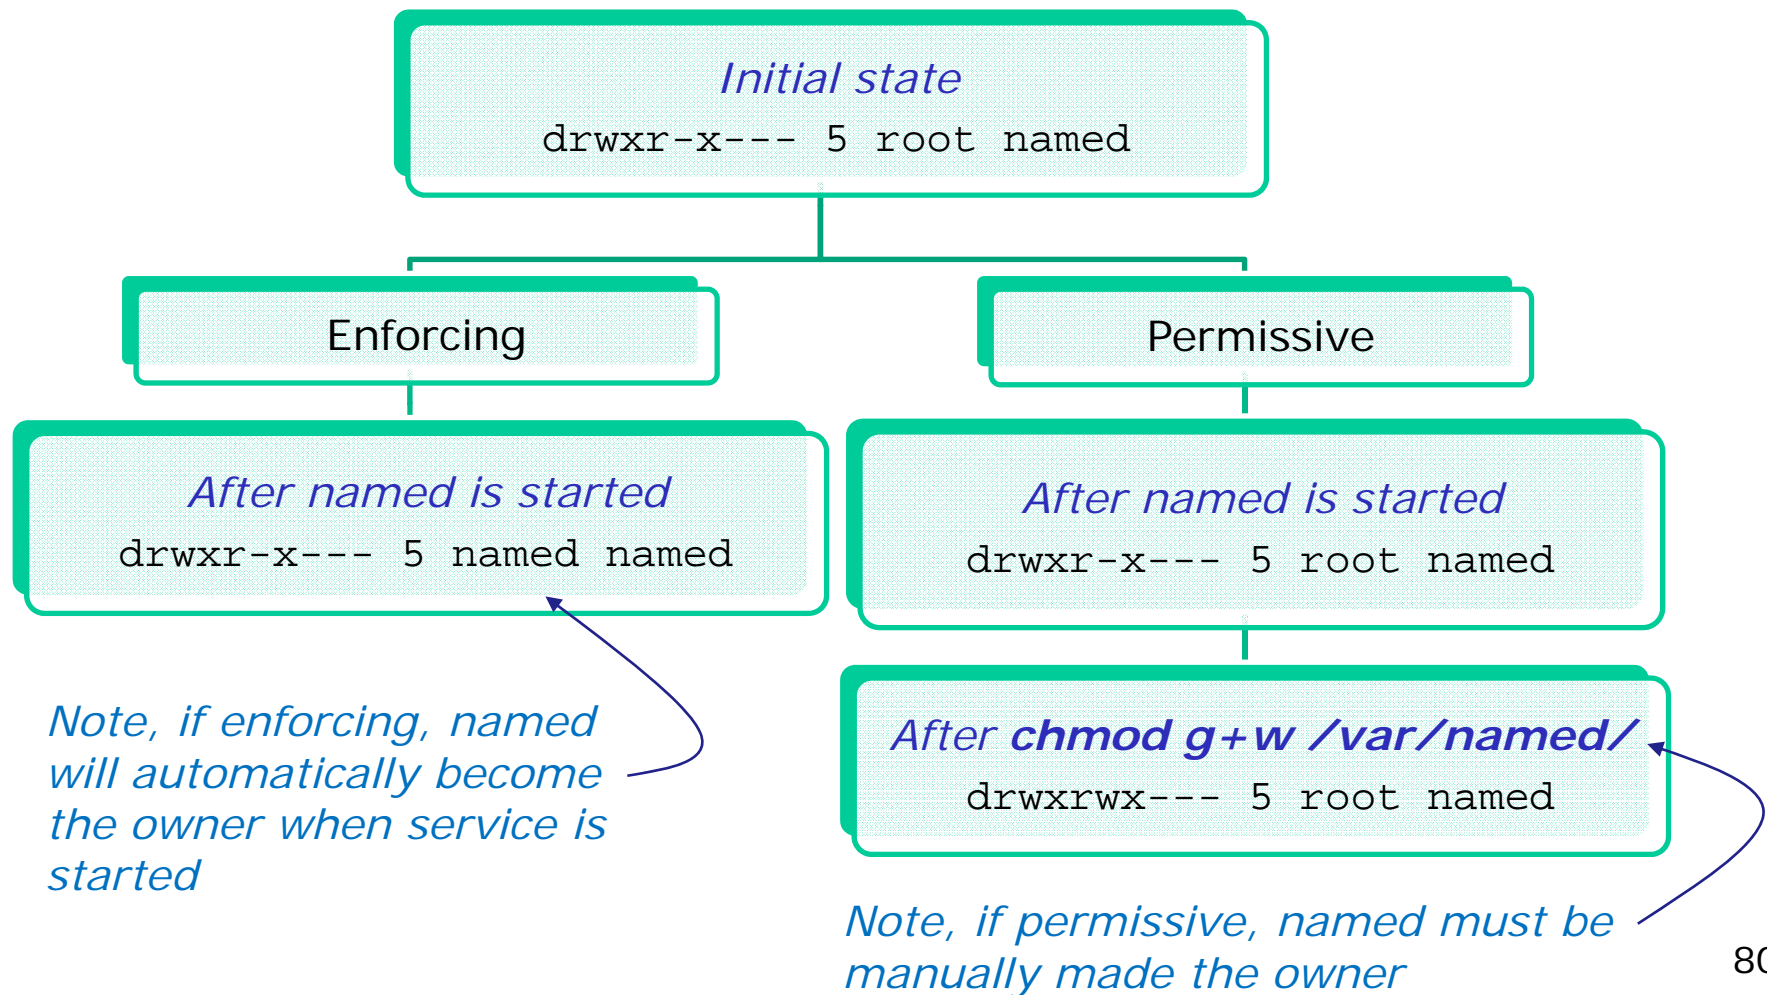 Initial state
drwxr-x--- 5 root named
Enforcing
Permissive
After named is started
drwxr-x--- 5 named named
After named is started
drwxr-x--- 5 root named
After chmod g+w /var/named/
drwxrwx--- 5 root named
Note, if enforcing, named
will automatically become
the owner when service is
started
Note, if permissive, named must be
manually made the owner
80